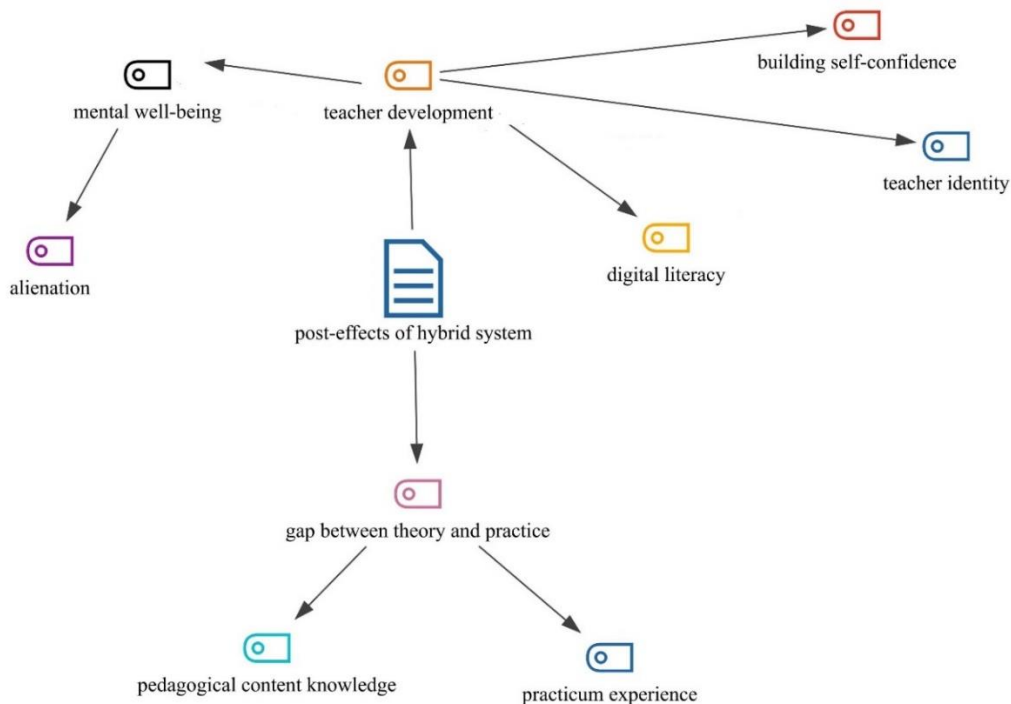 building self-confidence
mental well-being
teacher development
teacher identity
alienation
digital literacy
post-effects of hybrid system
gap between theory and practice
pedagogical content knowledge
practicum experience